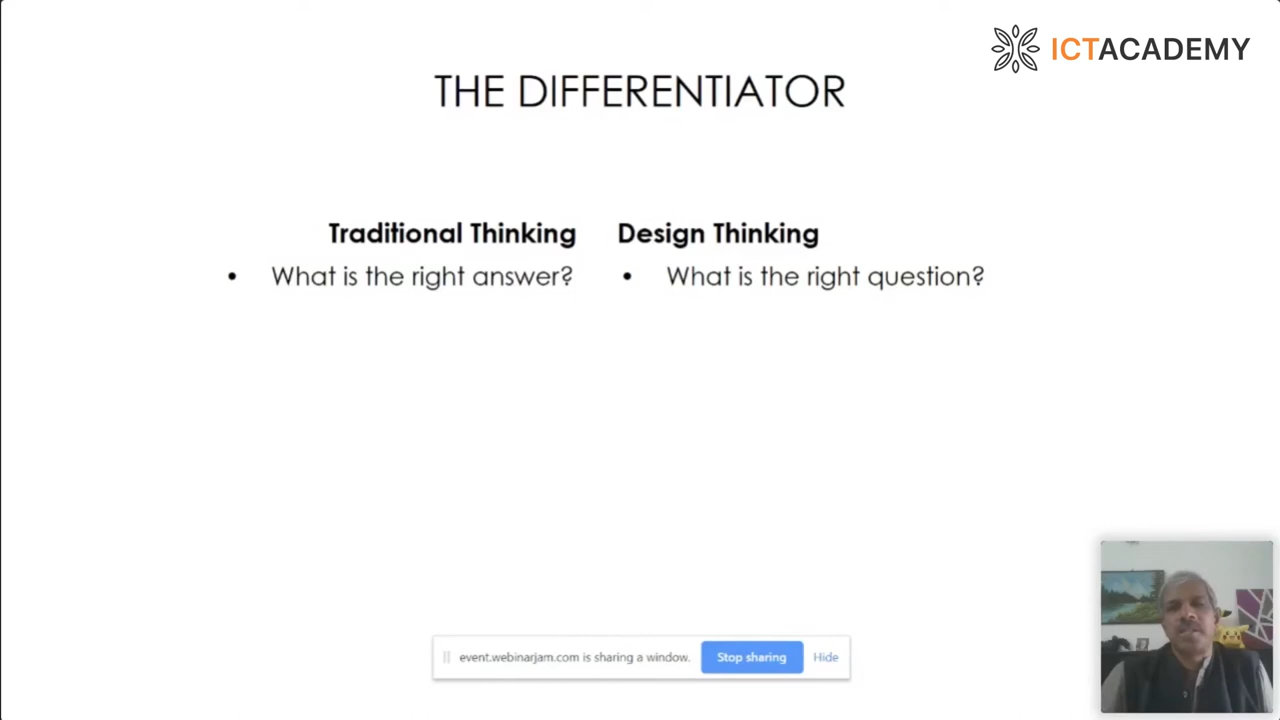 ICTACADEMY
THE DIFFERENTIATOR
Traditional Thinking
• What is the right answer?
Design Thinking
• What is the right question?
event.webinarjam.com is sharing a window. Stop sharing Hide